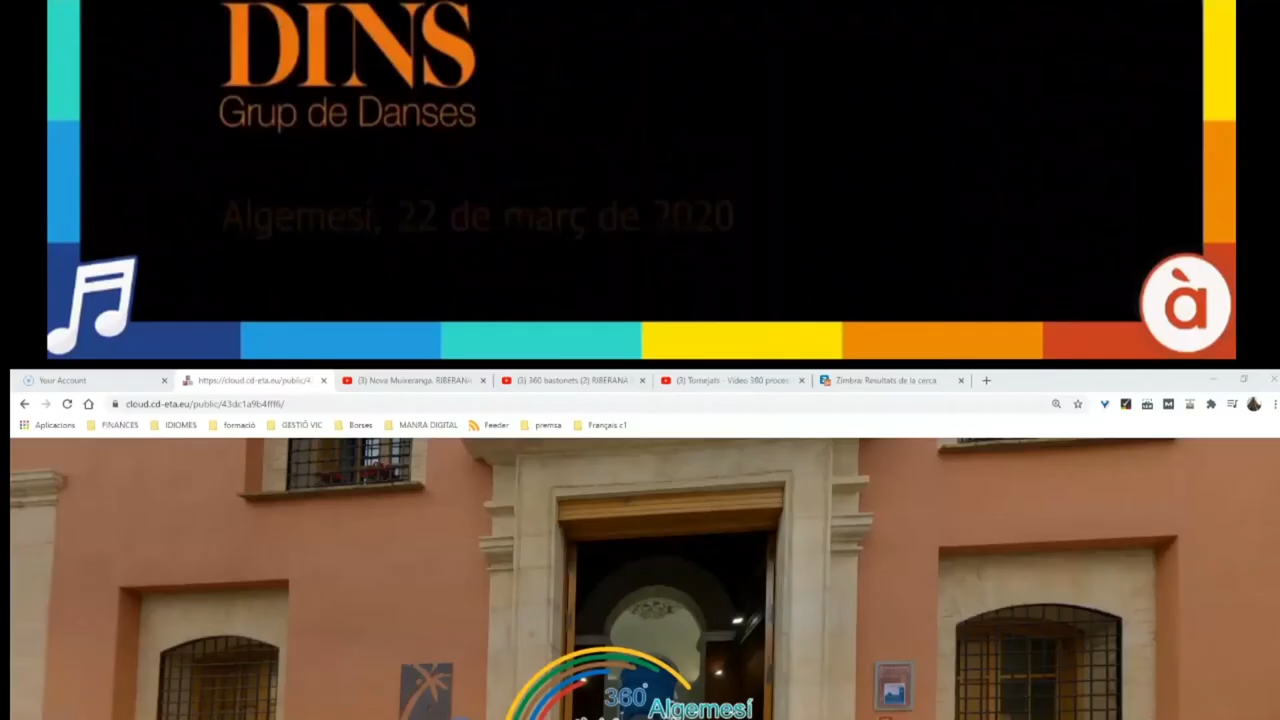 DINS
Grup de Danses
Algemesí, 22 de març de 2020
à
Your Account
https://cloud.cd-eta.eu/public/43
(3) Nova Muixeranga. RIBERANA
(3) 360 bastonets (2) RIBERANA
(3) Tornejats - Video 360 proces
Zimbra: Resultats de la cerca
cloud.cd-eta.eu/public/43dc1a9b4fff6/
Aplicacions FINANCES IDIOMES formació GESTIÓ VIC Borses MANRA DIGITAL Feeder premsa Français c1
360°
Algemesí